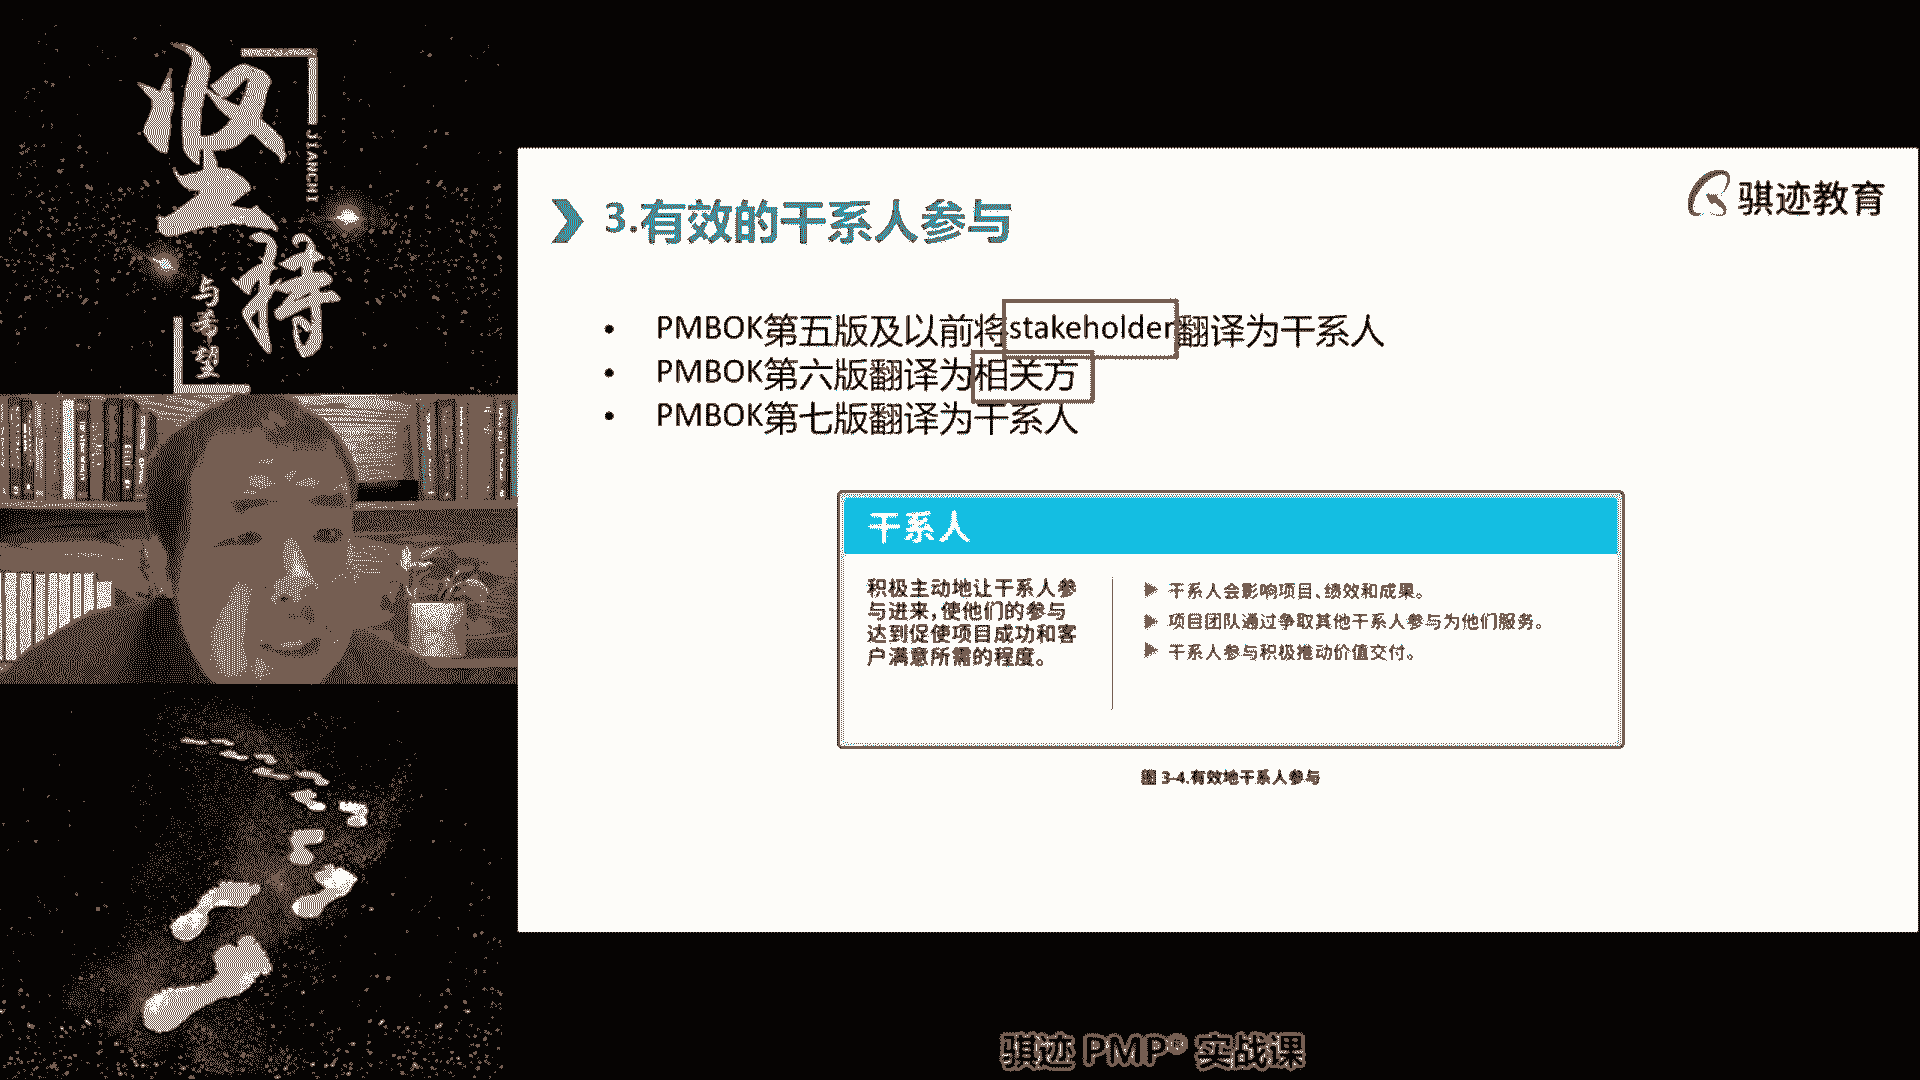 坚持
JIANCHI
与希望
骐迹教育
3.有效的干系人参与
• PMBOK第五版及以前将stakeholder翻译为干系人
• PMBOK第六版翻译为相关方
• PMBOK第七版翻译为干系人
干系人
积极主动地让干系人参
与进来,使他们的参与
达到促使项目成功和客
户满意所需的程度。
▶ 干系人会影响项目、绩效和成果。
▶ 项目团队通过争取其他干系人参与为他们服务。
▶ 干系人参与积极推动价值交付。
图 3-4.有效地干系人参与
骐迹 PMP® 实战课